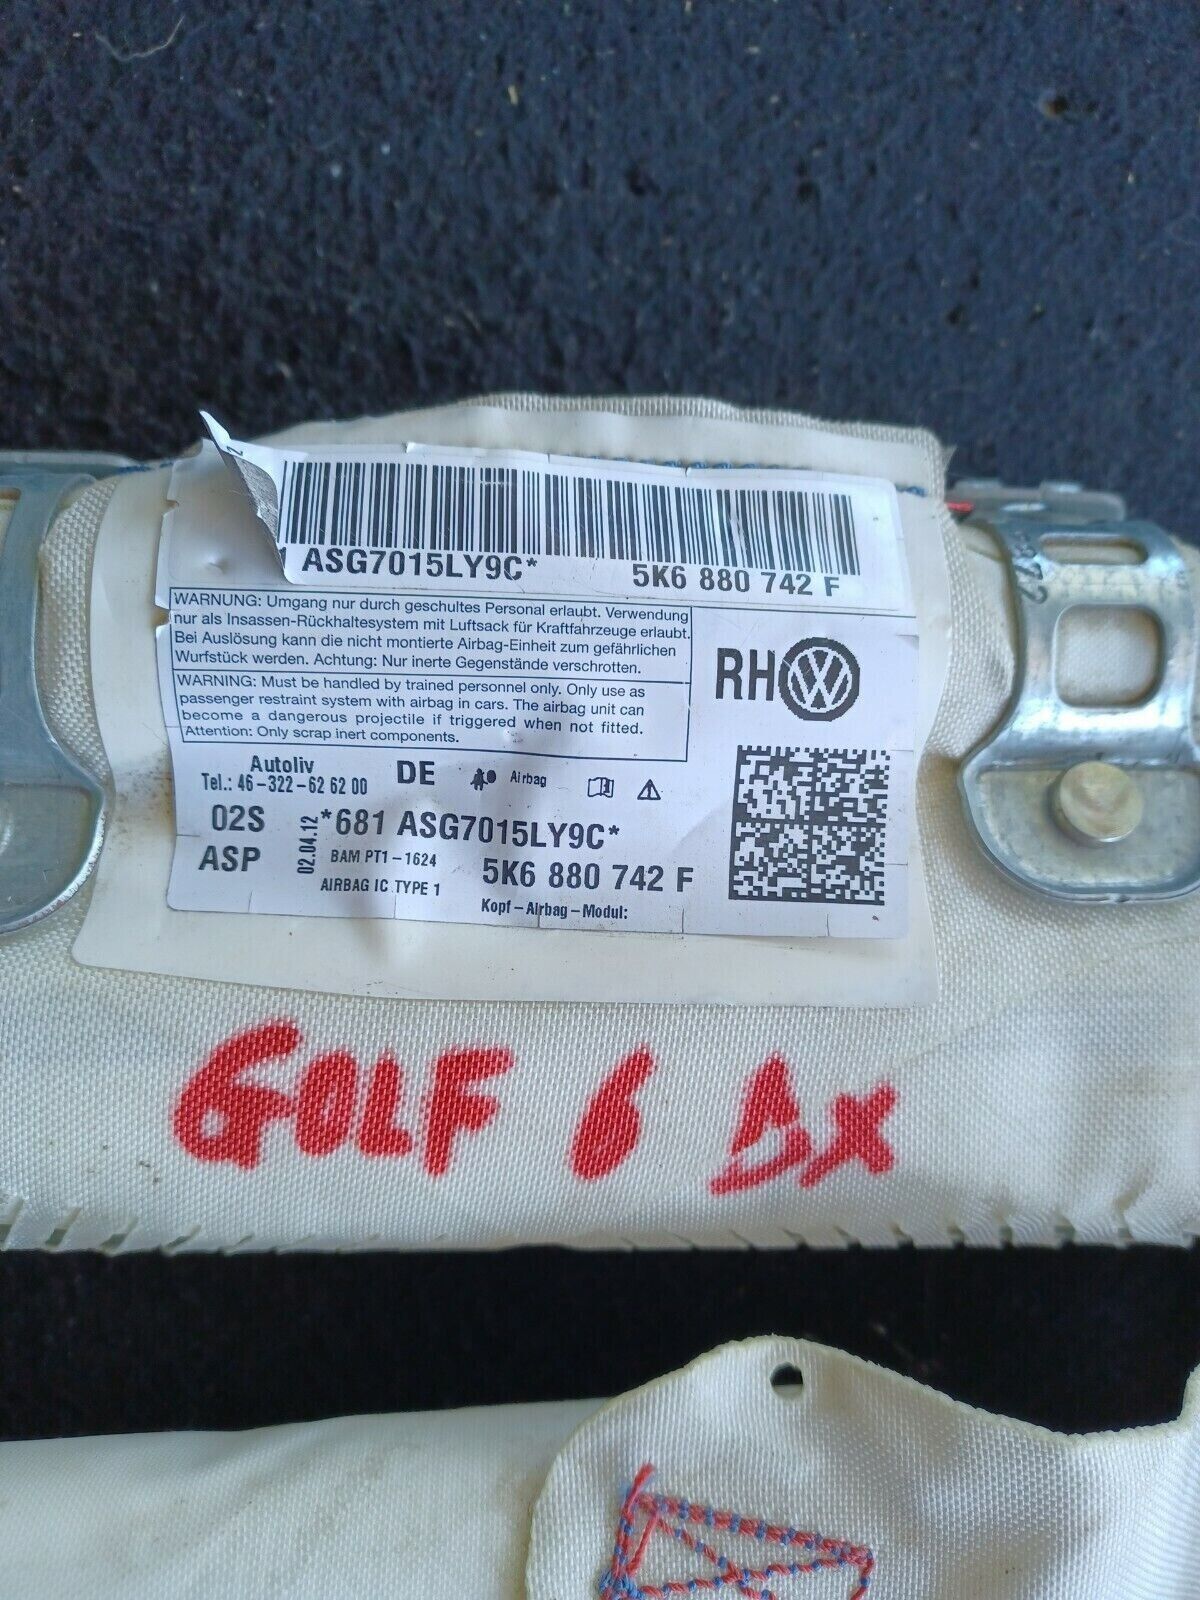 1 ASG7015LY9C*
5K6 880 742 F
WARNUNG: Umgang nur durch geschultes Personal erlaubt. Verwendung
nur als Insassen-Rückhaltesystem mit Luftsack für Kraftfahrzeuge erlaubt.
Bei Auslösung kann die nicht montierte Airbag-Einheit zum gefährlichen
Wurfstück werden. Achtung: Nur inerte Gegenstände verschrotten.
WARNING: Must be handled by trained personnel only. Only use as
passenger restraint system with airbag in cars. The airbag unit can
become a dangerous projectile if triggered when not fitted.
Attention: Only scrap inert components.
RH
Autoliv
Tel.: 46-322-62 62 00
DE
Airbag
02S
ASP
02.04.12
*681 ASG7015LY9C*
BAM PT1-1624
5K6 880 742 F
AIRBAG IC TYPE 1
Kopf-Airbag-Modul:
GOLF 6 DX